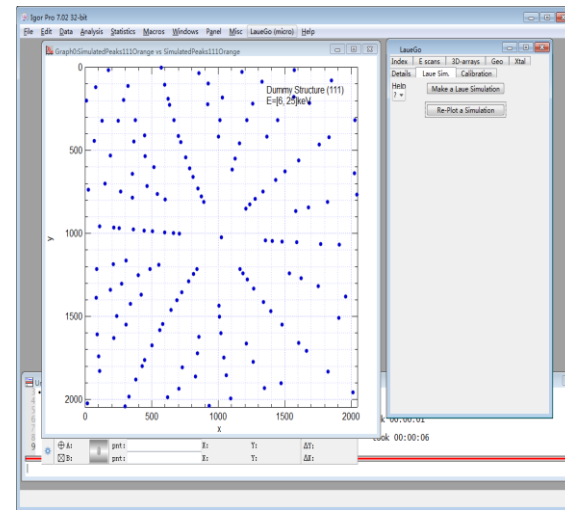 Igor Pro 7.02 32-bit
File Edit Data Analysis Statistics Macros Windows Panel Misc LaueGo (micro) Help
Graph0:SimulatedPeaks111Orange vs SimulatedPeaks111Orange
Dummy Structure (111)
E=[6, 25]keV
0
500
1000
1500
2000
y
0 500 1000 1500 2000
x
LaueGo
Index E scans 3D-arrays Geo Xtal
Details Laue Sim. Calibration
Help
?
Make a Laue Simulation
Re-Plot a Simulation
00:00:01
took 00:00:06
8
9
A: pnt: X: Y: ΔY:
B: pnt: X: Y: ΔX: